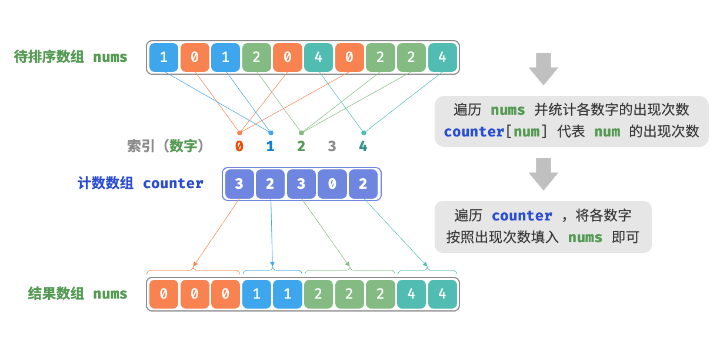 待排序数组 nums
1 0 1 2 0 4 0 2 2 4
遍历 nums 并统计各数字的出现次数
counter[num] 代表 num 的出现次数
索引（数字） 0 1 2 3 4
计数数组 counter
3 2 3 0 2
遍历 counter ，将各数字
按照出现次数填入 nums 即可
结果数组 nums
0 0 0 1 1 2 2 2 4 4